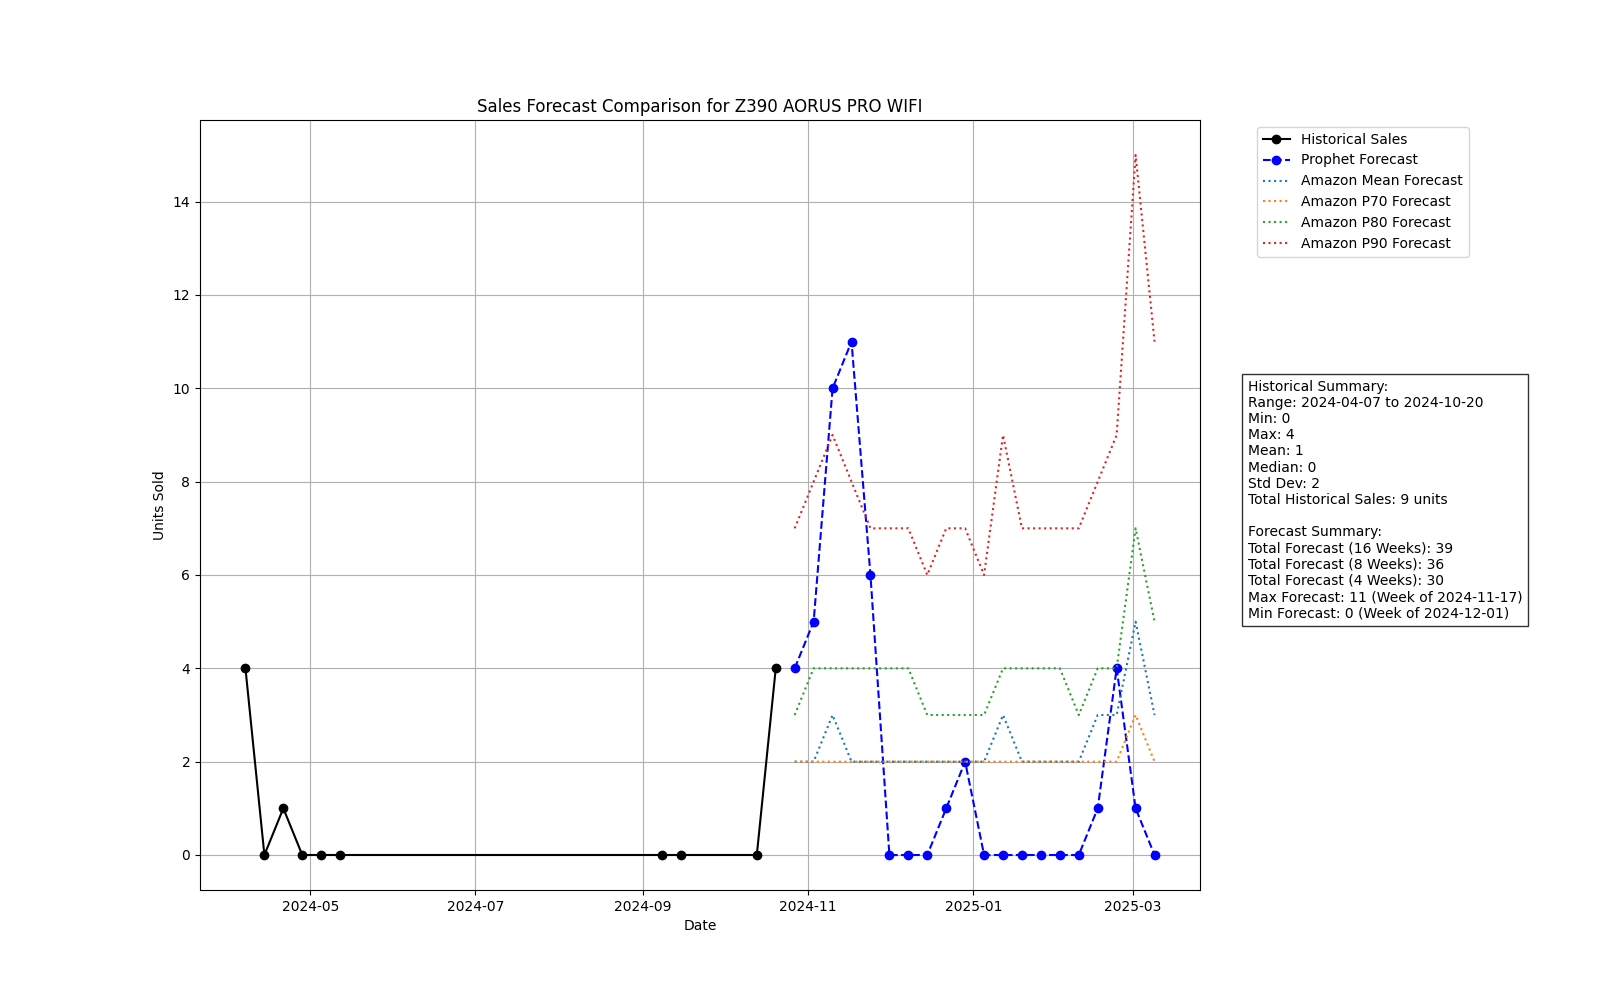 Sales Forecast Comparison for Z390 AORUS PRO WIFI
Historical Sales
Prophet Forecast
Amazon Mean Forecast
Amazon P70 Forecast
Amazon P80 Forecast
Amazon P90 Forecast
14
12
10
8
6
4
2
0
Units Sold
2024-05
2024-07
2024-09
2024-11
2025-01
2025-03
Date
Historical Summary:
Range: 2024-04-07 to 2024-10-20
Min: 0
Max: 4
Mean: 1
Median: 0
Std Dev: 2
Total Historical Sales: 9 units
Forecast Summary:
Total Forecast (16 Weeks): 39
Total Forecast (8 Weeks): 36
Total Forecast (4 Weeks): 30
Max Forecast: 11 (Week of 2024-11-17)
Min Forecast: 0 (Week of 2024-12-01)